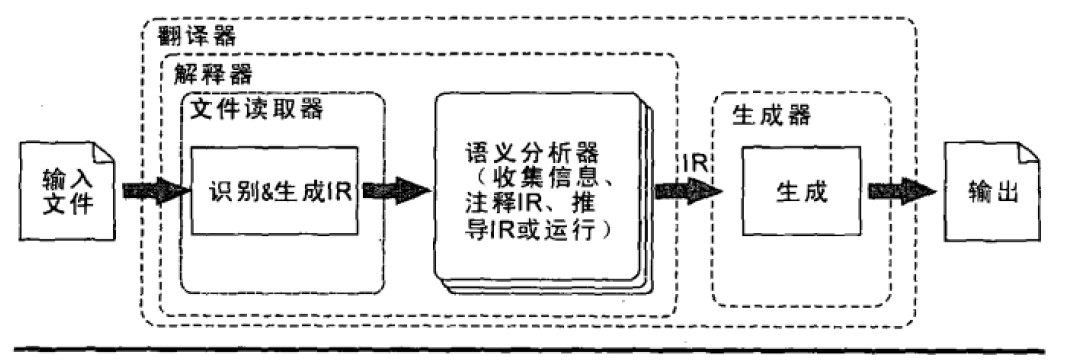 翻译器
解释器
文件读取器
生成器
输入
文件
识别&生成IR
语义分析器
（收集信息、
注释IR、推
导IR或运行）
IR
生成
输出